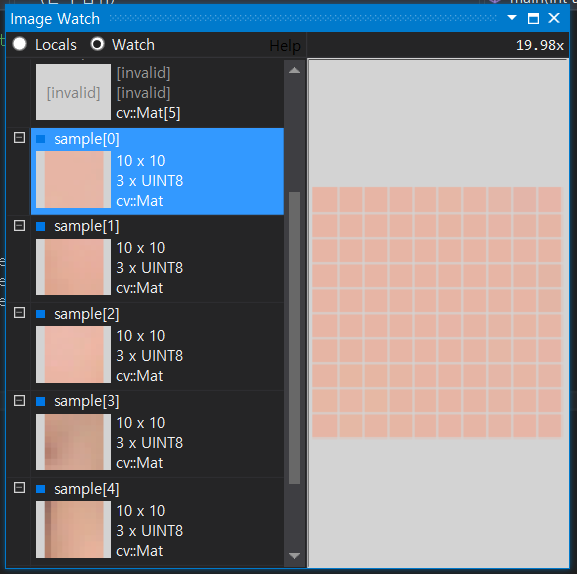 Image Watch
Locals
Watch
Help
19.98x
[invalid]
[invalid]
[invalid]
cv::Mat[5]
sample[0]
10 x 10
3 x UINT8
cv::Mat
sample[1]
10 x 10
3 x UINT8
cv::Mat
sample[2]
10 x 10
3 x UINT8
cv::Mat
sample[3]
10 x 10
3 x UINT8
cv::Mat
sample[4]
10 x 10
3 x UINT8
cv::Mat